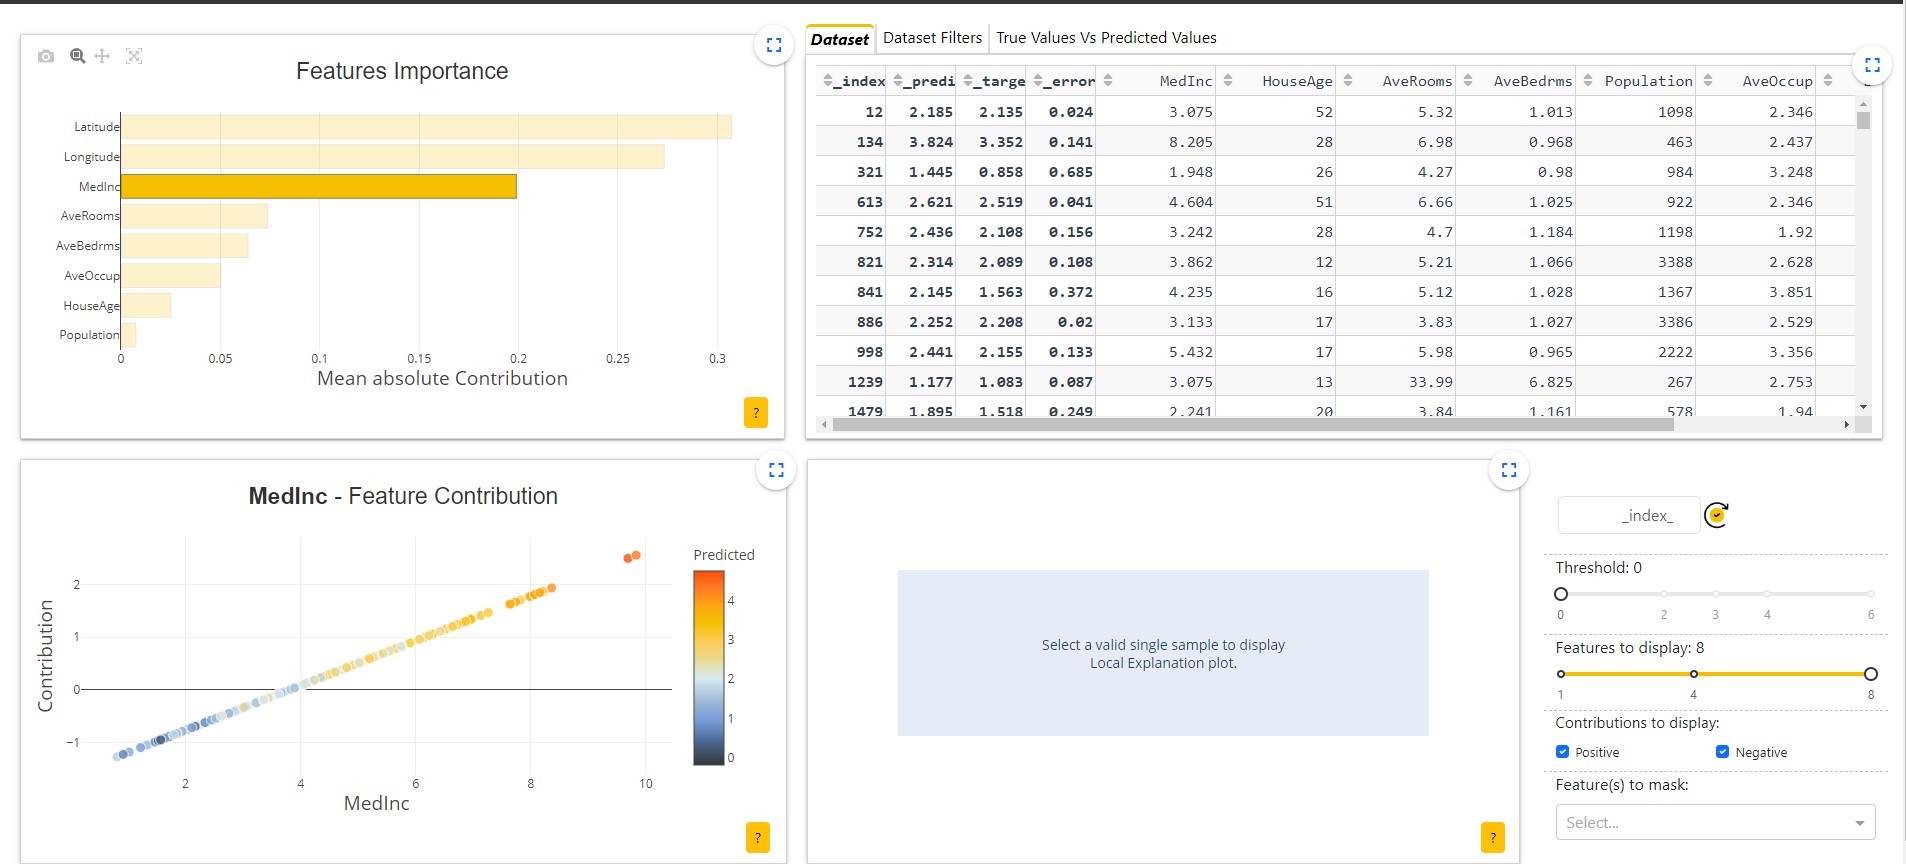 Features Importance
Latitude
Longitude
MedInc
AveRooms
AveBedrms
AveOccup
HouseAge
Population
0 0.05 0.1 0.15 0.2 0.25 0.3
Mean absolute Contribution
?
Dataset Dataset Filters True Values Vs Predicted Values
_index _predi _targe _error MedInc HouseAge AveRooms AveBedrms Population AveOccup
12 2.185 2.135 0.024 3.075 52 5.32 1.013 1098 2.346
134 3.824 3.352 0.141 8.205 28 6.98 0.968 463 2.437
321 1.445 0.858 0.685 1.948 26 4.27 0.98 984 3.248
613 2.621 2.519 0.041 4.604 51 6.66 1.025 922 2.346
752 2.436 2.108 0.156 3.242 28 4.7 1.184 1198 1.92
821 2.314 2.089 0.108 3.862 12 5.21 1.066 3388 2.628
841 2.145 1.563 0.372 4.235 16 5.12 1.028 1367 3.851
886 2.252 2.208 0.02 3.133 17 3.83 1.027 3386 2.529
998 2.441 2.155 0.133 5.432 17 5.98 0.965 2222 3.356
1239 1.177 1.083 0.087 3.075 13 33.99 6.825 267 2.753
1479 1.895 1.518 0.249 2.241 20 3.84 1.161 578 1.94
MedInc - Feature Contribution
Contribution
2
1
0
−1
2 4 6 8 10
MedInc
Predicted
4
3
2
1
0
?
Select a valid single sample to display
Local Explanation plot.
?
_index_
Threshold: 0
0 2 3 4 6
Features to display: 8
1 4 8
Contributions to display:
Positive Negative
Feature(s) to mask:
Select...